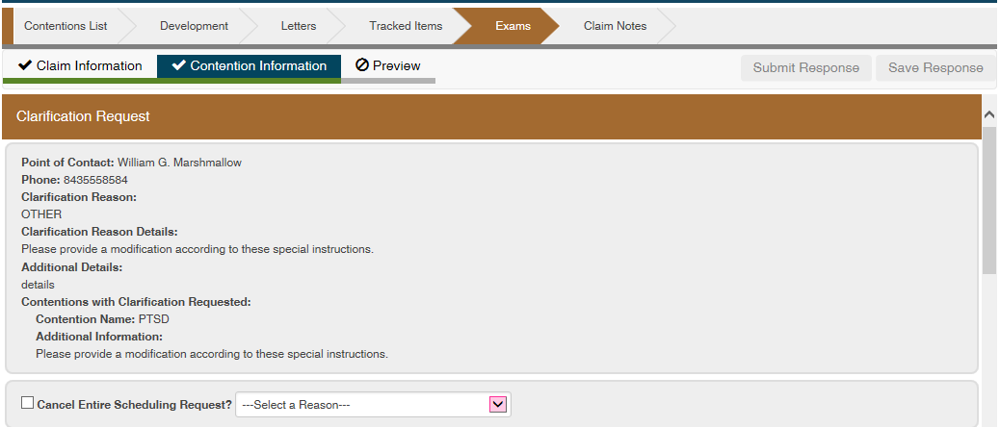 Contentions List Development Letters Tracked Items Exams Claim Notes
Claim Information Contention Information Preview Submit Response Save Response
Clarification Request
Point of Contact: William G. Marshmallow
Phone: 8435558584
Clarification Reason:
OTHER
Clarification Reason Details:
Please provide a modification according to these special instructions.
Additional Details:
details
Contentions with Clarification Requested:
Contention Name: PTSD
Additional Information:
Please provide a modification according to these special instructions.
Cancel Entire Scheduling Request? ---Select a Reason---